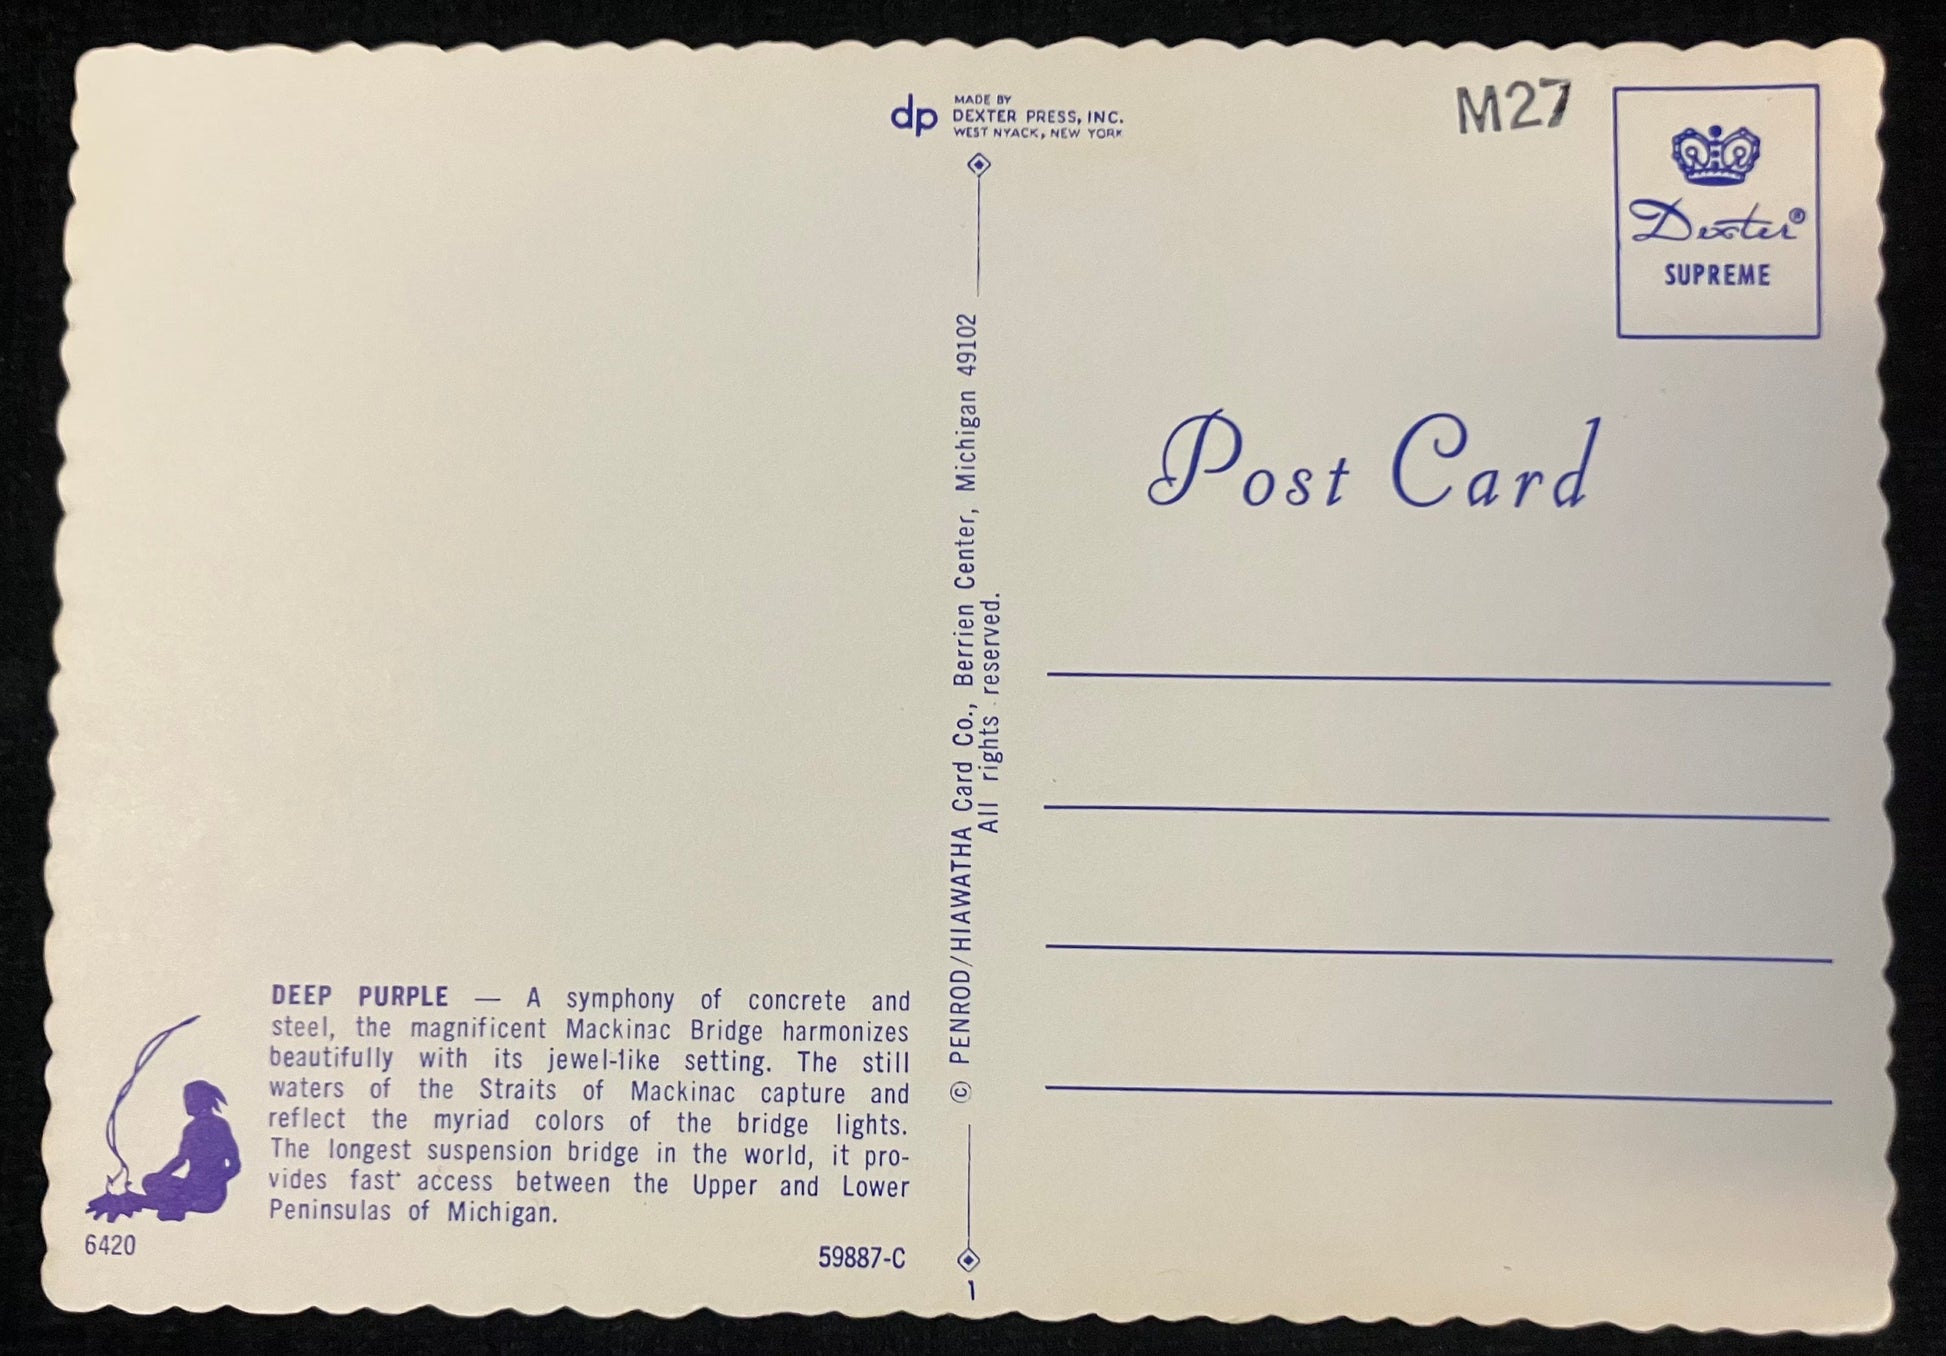 dp
MADE BY
DEXTER PRESS, INC.
WEST NYACK, NEW YORK
M27
Dexter®
SUPREME
Post Card
© PENROD/HIAWATHA Card Co., Berrien Center, Michigan 49102
All rights reserved.
DEEP PURPLE — A symphony of concrete and
steel, the magnificent Mackinac Bridge harmonizes
beautifully with its jewel-like setting. The still
waters of the Straits of Mackinac capture and
reflect the myriad colors of the bridge lights.
The longest suspension bridge in the world, it pro-
vides fast access between the Upper and Lower
Peninsulas of Michigan.
6420
59887-C
1